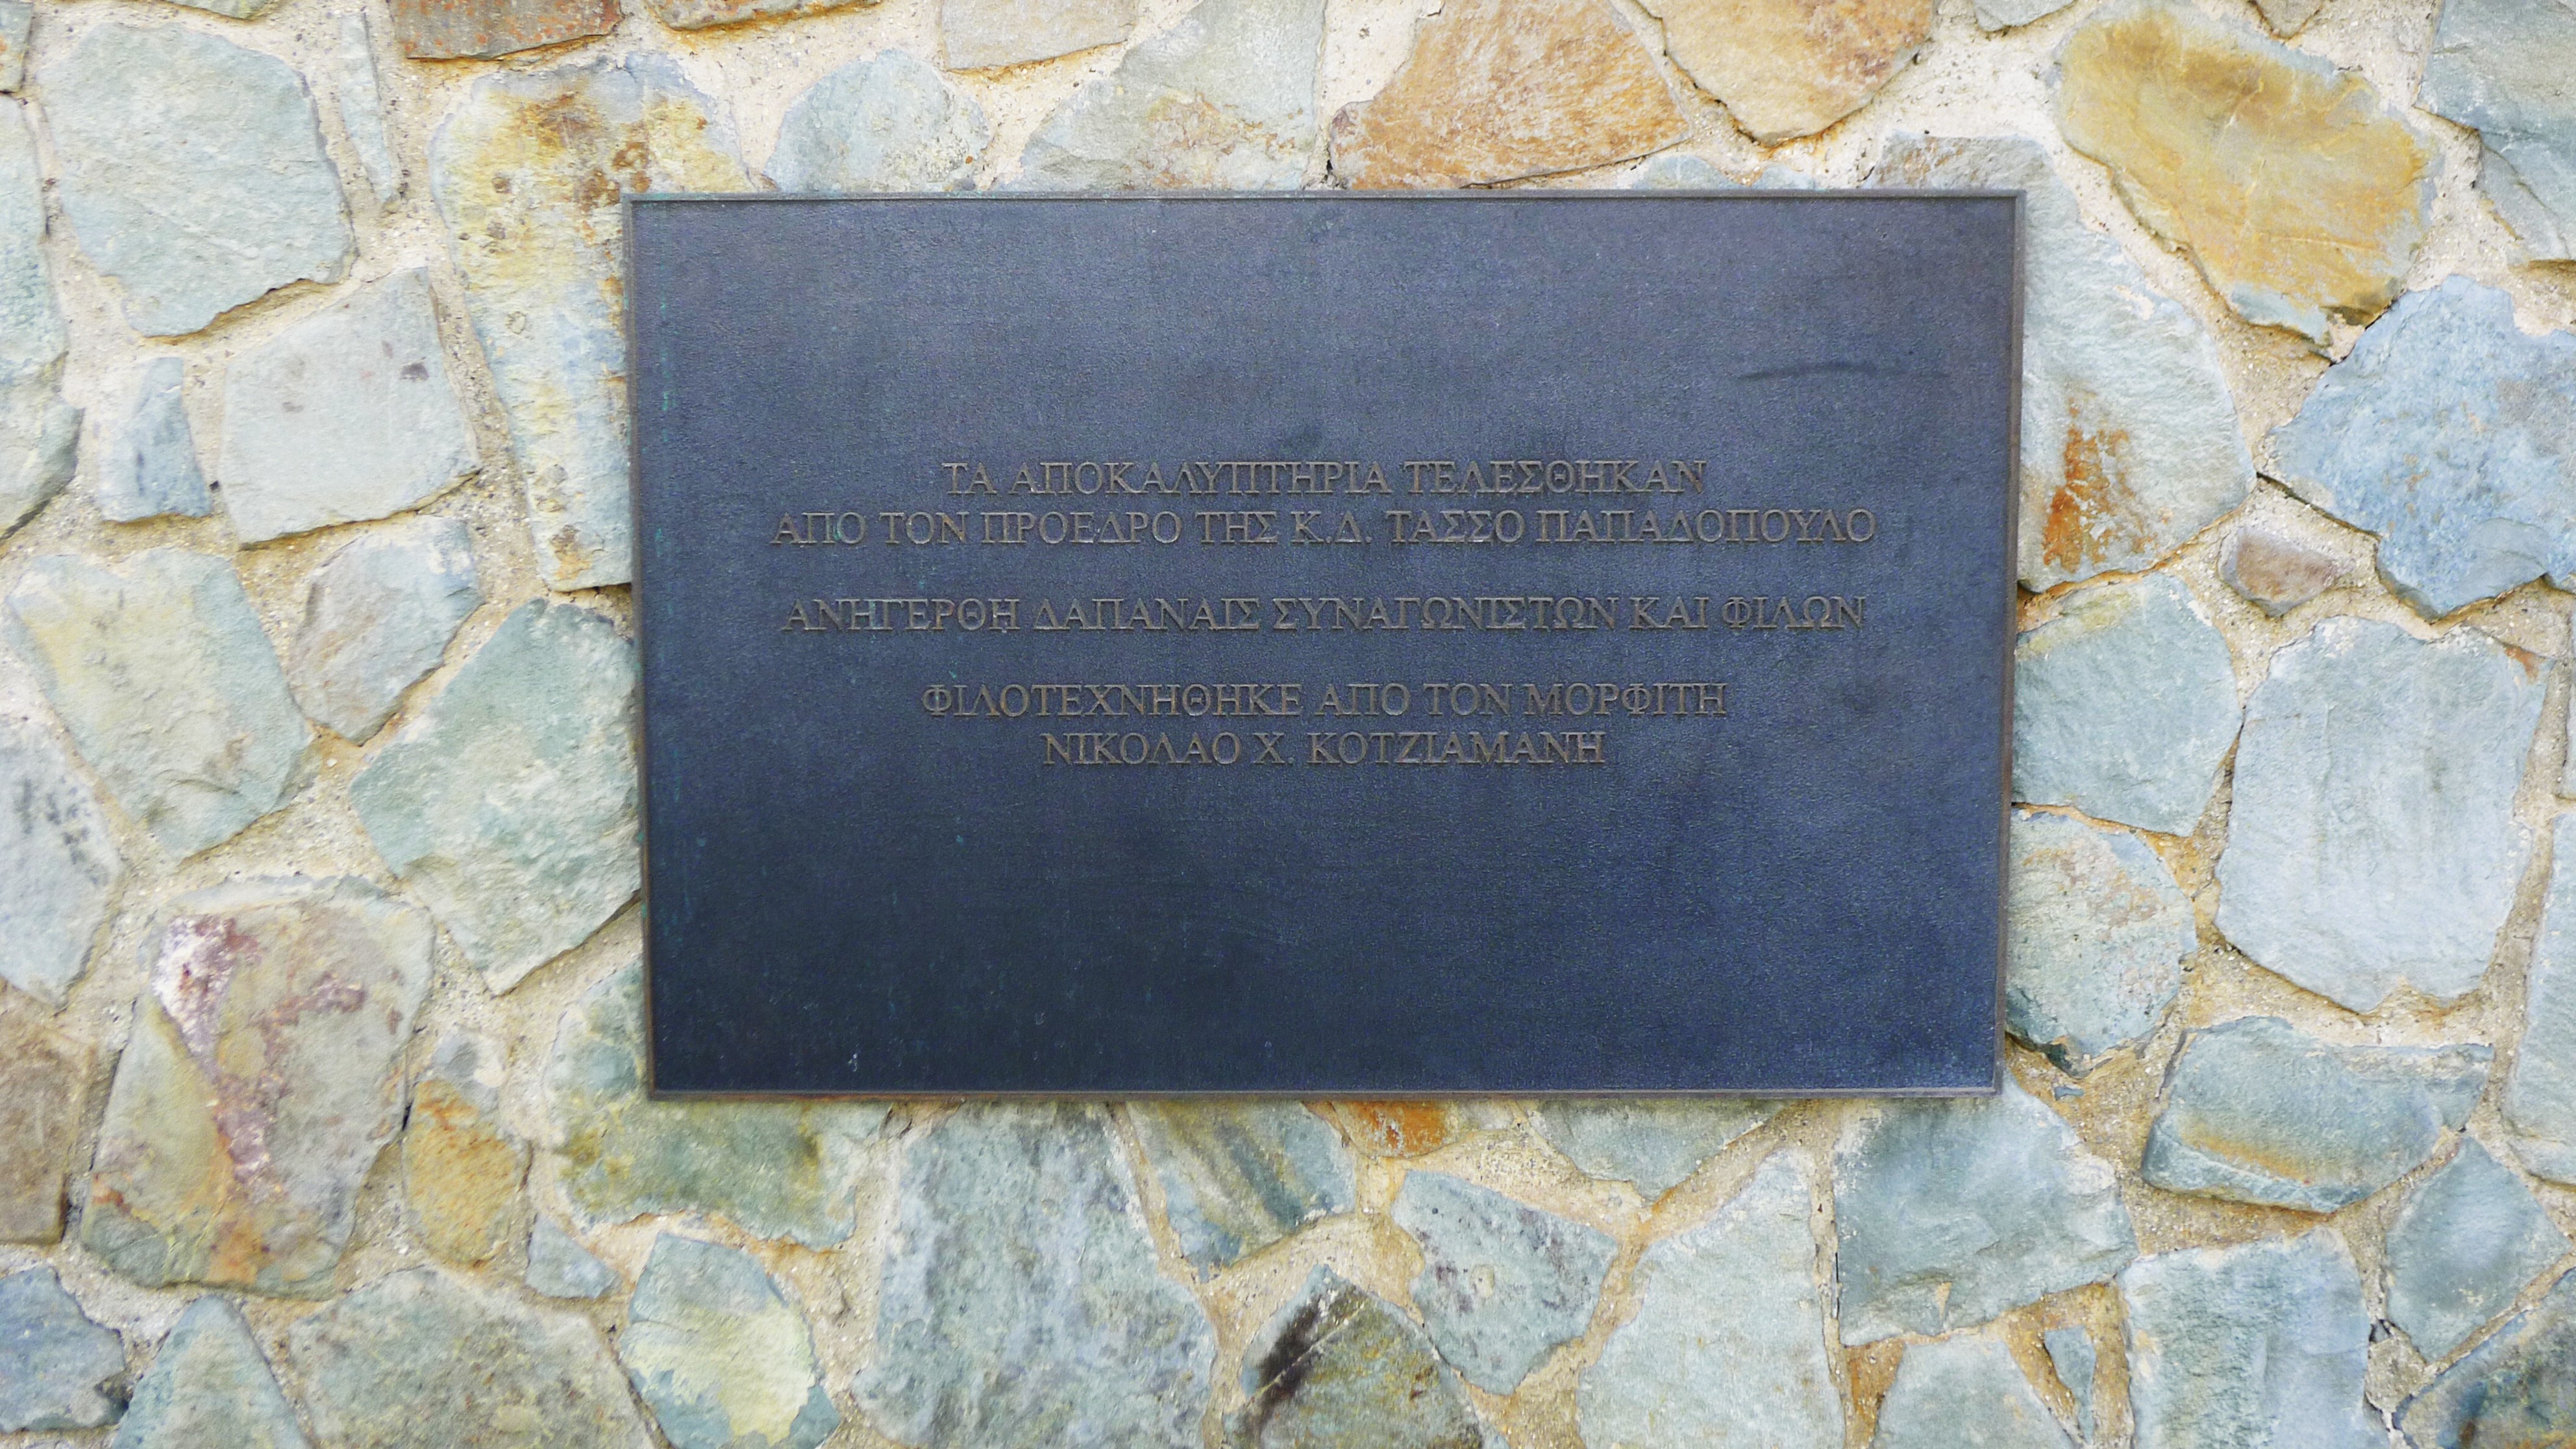 ΤΑ ΑΠΟΚΑΛΥΠΤΗΡΙΑ ΤΕΛΕΣΘΗΚΑΝ
ΑΠΟ ΤΟΝ ΠΡΟΕΔΡΟ ΤΗΣ Κ.Δ. ΤΑΣΣΟ ΠΑΠΑΔΟΠΟΥΛΟ
ΑΝΗΓΕΡΘΗ ΔΑΠΑΝΑΙΣ ΣΥΝΑΓΩΝΙΣΤΩΝ ΚΑΙ ΦΙΛΩΝ
ΦΙΛΟΤΕΧΝΗΘΗΚΕ ΑΠΟ ΤΟΝ ΜΟΡΦΙΤΗ
ΝΙΚΟΛΑΟ Χ. ΚΟΤΖΙΑΜΑΝΗ